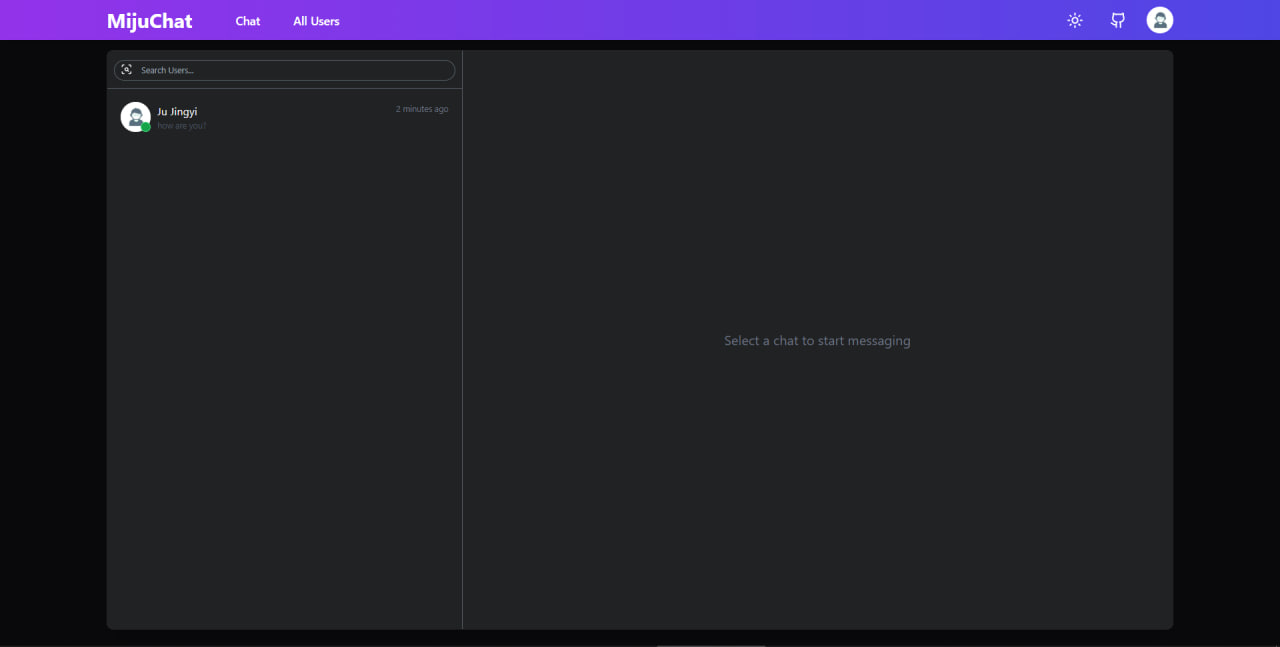 MijuChat Chat All Users
Search Users...
Ju Jingyi 2 minutes ago
how are you?
Select a chat to start messaging